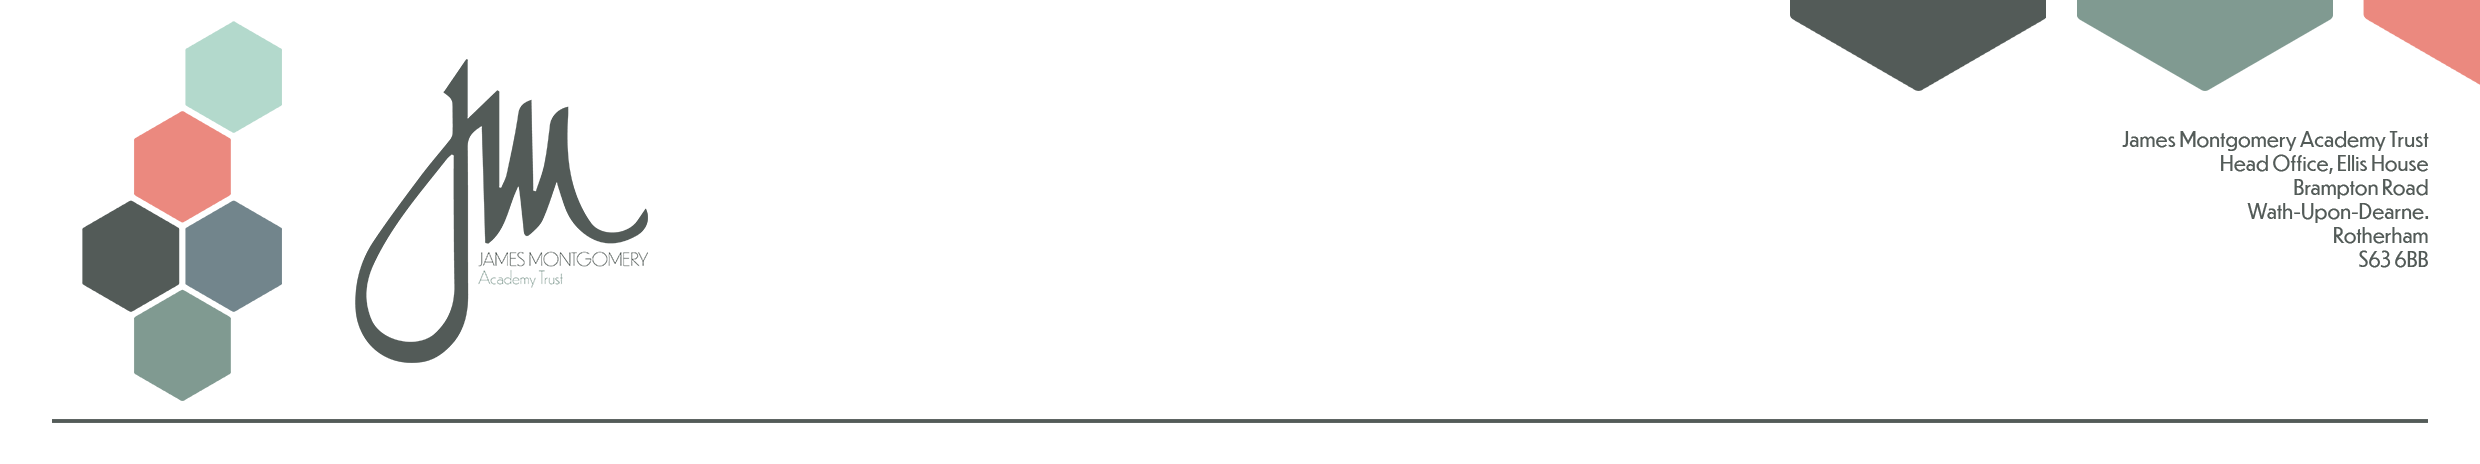 jm
JAMES MONTGOMERY
Academy Trust
James Montgomery Academy Trust
Head Office, Ellis House
Brampton Road
Wath-Upon-Dearne.
Rotherham
S63 6BB